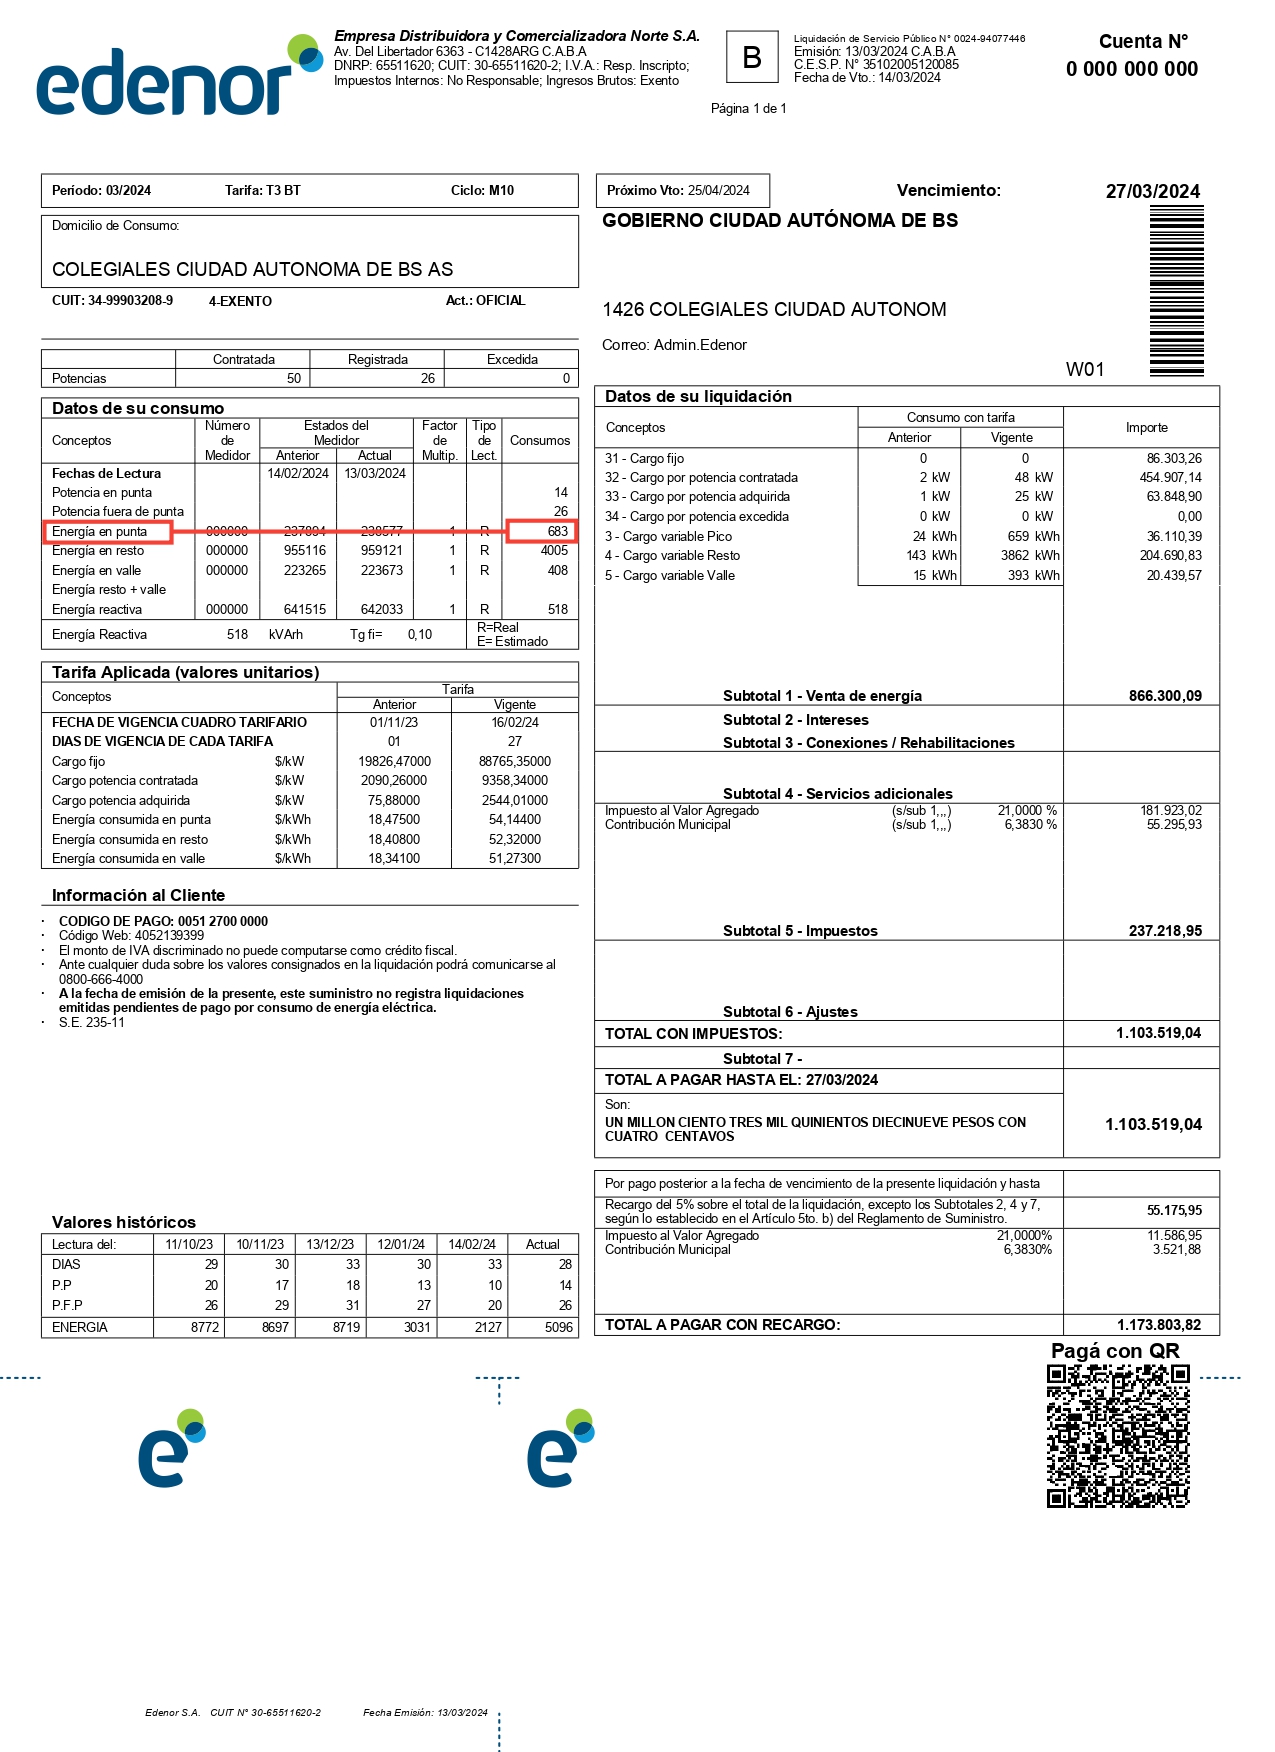 edenor
Empresa Distribuidora y Comercializadora Norte S.A.
Av. Del Libertador 6363 - C1428ARG C.A.B.A
DNRP: 65511620; CUIT: 30-65511620-2; I.V.A.: Resp. Inscripto;
Impuestos Internos: No Responsable; Ingresos Brutos: Exento
B
Liquidación de Servicio Público N° 0024-94077446
Emisión: 13/03/2024 C.A.B.A
C.E.S.P. N° 35102005120085
Fecha de Vto.: 14/03/2024
Página 1 de 1
Cuenta N°
0 000 000 000
Período: 03/2024 Tarifa: T3 BT Ciclo: M10
Domicilio de Consumo:
COLEGIALES CIUDAD AUTONOMA DE BS AS
CUIT: 34-99903208-9 4-EXENTO Act.: OFICIAL
Próximo Vto: 25/04/2024
Vencimiento: 27/03/2024
GOBIERNO CIUDAD AUTÓNOMA DE BS
1426 COLEGIALES CIUDAD AUTONOM
Correo: Admin.Edenor
W01
Contratada Registrada Excedida
Potencias 50 26 0
Datos de su consumo
Conceptos Número de Medidor Estados del Medidor Factor de Multip. Tipo de Lect. Consumos
Anterior Actual
Fechas de Lectura 14/02/2024 13/03/2024
Potencia en punta 14
Potencia fuera de punta 26
Energía en punta 000000 237894 238577 1 R 683
Energía en resto 000000 955116 959121 1 R 4005
Energía en valle 000000 223265 223673 1 R 408
Energía resto + valle
Energía reactiva 000000 641515 642033 1 R 518
Energía Reactiva 518 kVArh Tg fi= 0,10
R=Real
E= Estimado
Tarifa Aplicada (valores unitarios)
Conceptos Tarifa
Anterior Vigente
FECHA DE VIGENCIA CUADRO TARIFARIO 01/11/23 16/02/24
DIAS DE VIGENCIA DE CADA TARIFA 01 27
Cargo fijo $/kW 19826,47000 88765,35000
Cargo potencia contratada $/kW 2090,26000 9358,34000
Cargo potencia adquirida $/kW 75,88000 2544,01000
Energía consumida en punta $/kWh 18,47500 54,14400
Energía consumida en resto $/kWh 18,40800 52,32000
Energía consumida en valle $/kWh 18,34100 51,27300
Información al Cliente
· CODIGO DE PAGO: 0051 2700 0000
· Código Web: 4052139399
· El monto de IVA discriminado no puede computarse como crédito fiscal.
· Ante cualquier duda sobre los valores consignados en la liquidación podrá comunicarse al
0800-666-4000
· A la fecha de emisión de la presente, este suministro no registra liquidaciones
emitidas pendientes de pago por consumo de energía eléctrica.
· S.E. 235-11
Valores históricos
Lectura del: 11/10/23 10/11/23 13/12/23 12/01/24 14/02/24 Actual
DIAS 29 30 33 30 33 28
P.P 20 17 18 13 10 14
P.F.P 26 29 31 27 20 26
ENERGIA 8772 8697 8719 3031 2127 5096
Datos de su liquidación
Conceptos Consumo con tarifa Importe
Anterior Vigente
31 - Cargo fijo 0 0 86.303,26
32 - Cargo por potencia contratada 2 kW 48 kW 454.907,14
33 - Cargo por potencia adquirida 1 kW 25 kW 63.848,90
34 - Cargo por potencia excedida 0 kW 0 kW 0,00
3 - Cargo variable Pico 24 kWh 659 kWh 36.110,39
4 - Cargo variable Resto 143 kWh 3862 kWh 204.690,83
5 - Cargo variable Valle 15 kWh 393 kWh 20.439,57
Subtotal 1 - Venta de energía 866.300,09
Subtotal 2 - Intereses
Subtotal 3 - Conexiones / Rehabilitaciones
Subtotal 4 - Servicios adicionales
Impuesto al Valor Agregado (s/sub 1,,,) 21,0000 % 181.923,02
Contribución Municipal (s/sub 1,,,) 6,3830 % 55.295,93
Subtotal 5 - Impuestos 237.218,95
Subtotal 6 - Ajustes
TOTAL CON IMPUESTOS: 1.103.519,04
Subtotal 7 -
TOTAL A PAGAR HASTA EL: 27/03/2024
Son:
UN MILLON CIENTO TRES MIL QUINIENTOS DIECINUEVE PESOS CON
CUATRO CENTAVOS
1.103.519,04
Por pago posterior a la fecha de vencimiento de la presente liquidación y hasta
Recargo del 5% sobre el total de la liquidación, excepto los Subtotales 2, 4 y 7,
según lo establecido en el Artículo 5to. b) del Reglamento de Suministro.
55.175,95
Impuesto al Valor Agregado 21,0000% 11.586,95
Contribución Municipal 6,3830% 3.521,88
TOTAL A PAGAR CON RECARGO: 1.173.803,82
Pagá con QR
e
e
Edenor S.A. CUIT N° 30-65511620-2 Fecha Emisión: 13/03/2024